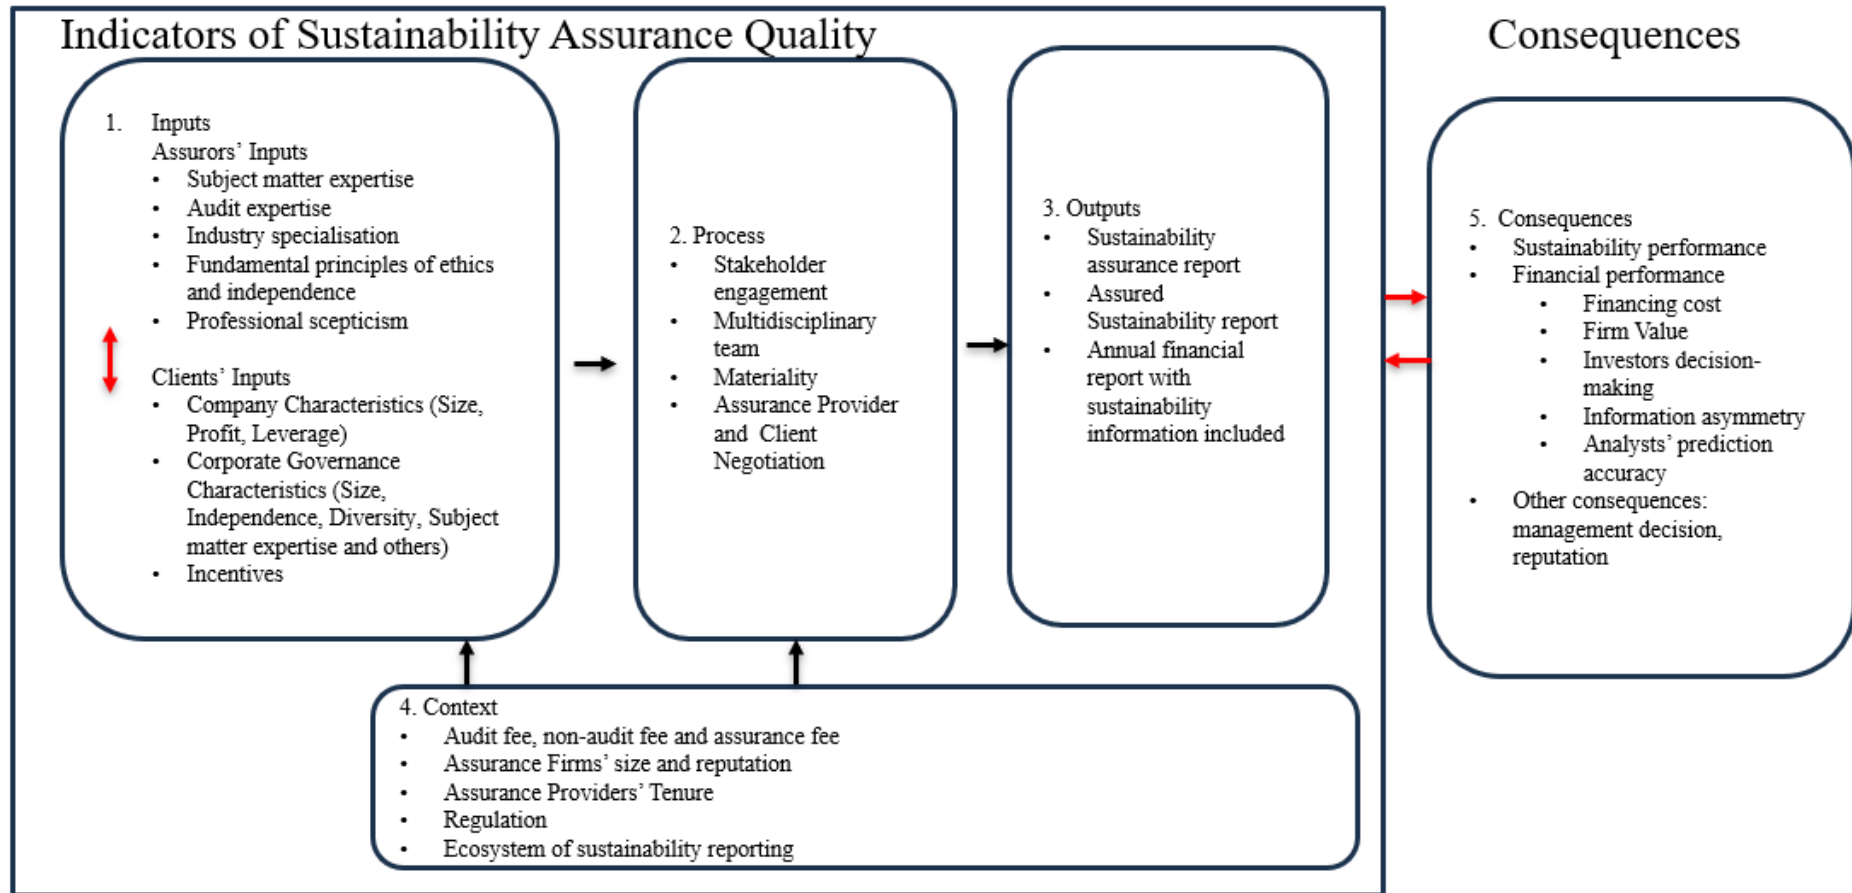 Indicators of Sustainability Assurance Quality
1. Inputs
Assurors' Inputs
• Subject matter expertise
• Audit expertise
• Industry specialisation
• Fundamental principles of ethics
and independence
• Professional scepticism
Clients' Inputs
• Company Characteristics (Size,
Profit, Leverage)
• Corporate Governance
Characteristics (Size,
Independence, Diversity, Subject
matter expertise and others)
• Incentives
2. Process
• Stakeholder
engagement
• Multidisciplinary
team
• Materiality
• Assurance Provider
and Client
Negotiation
3. Outputs
• Sustainability
assurance report
• Assured
Sustainability report
• Annual financial
report with
sustainability
information included
4. Context
• Audit fee, non-audit fee and assurance fee
• Assurance Firms' size and reputation
• Assurance Providers' Tenure
• Regulation
• Ecosystem of sustainability reporting
Consequences
5. Consequences
• Sustainability performance
• Financial performance
• Financing cost
• Firm Value
• Investors decision-
making
• Information asymmetry
• Analysts' prediction
accuracy
• Other consequences:
management decision,
reputation